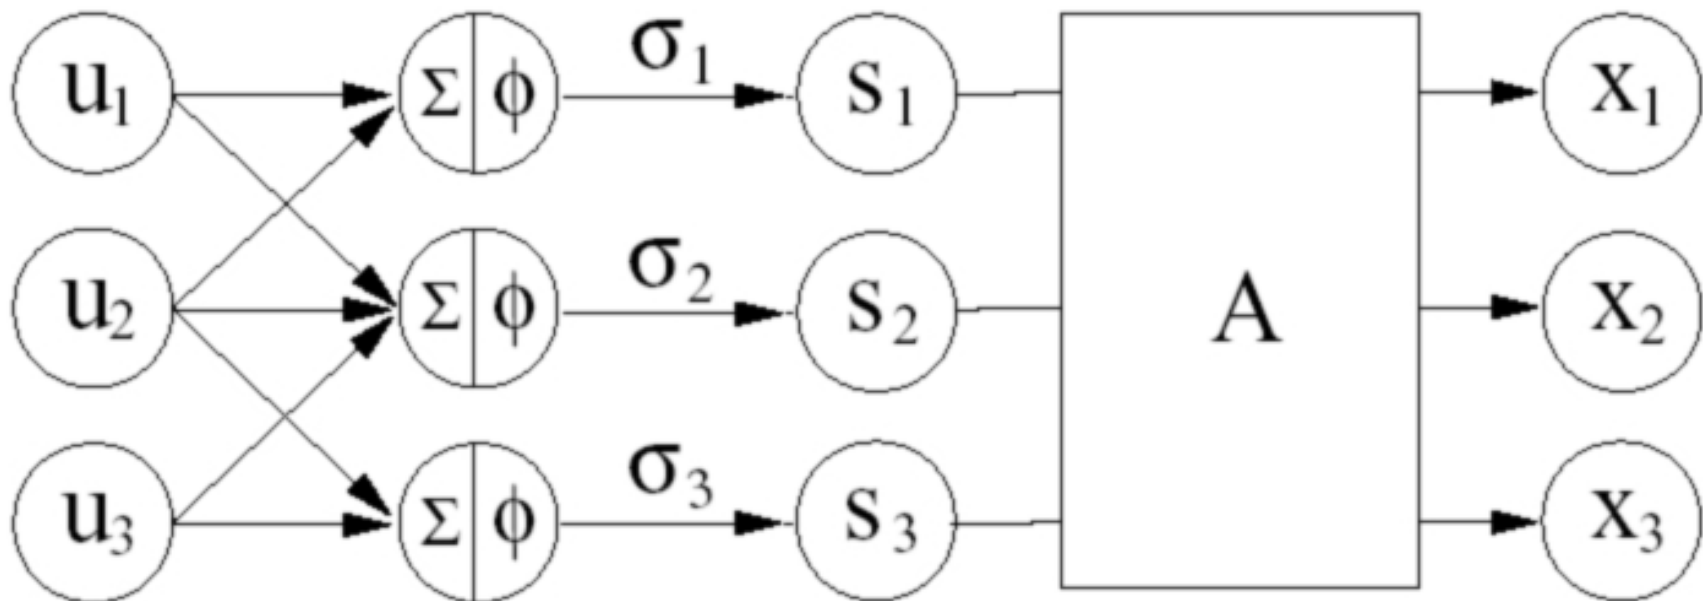 u₁ Σ ϕ σ₁ s₁ x₁
u₂ Σ ϕ σ₂ s₂ A x₂
u₃ Σ ϕ σ₃ s₃ x₃